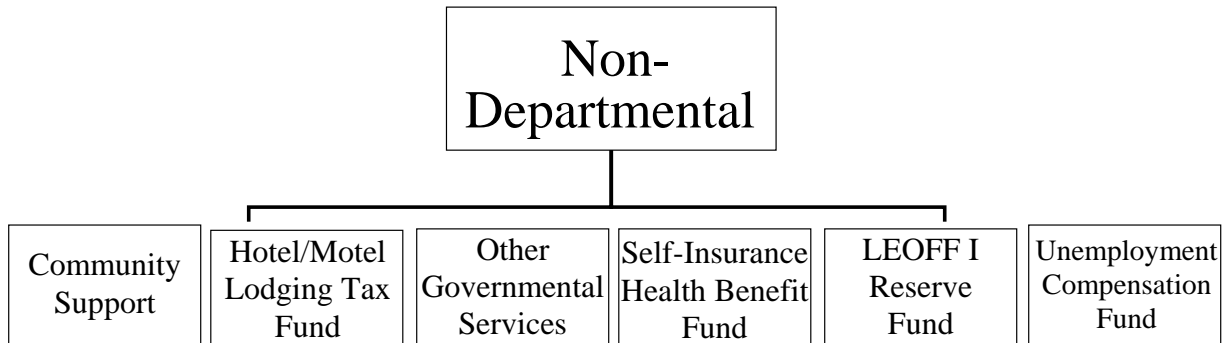 Non-
Departmental
Community
Support
Hotel/Motel
Lodging Tax
Fund
Other
Governmental
Services
Self-Insurance
Health Benefit
Fund
LEOFF I
Reserve
Fund
Unemployment
Compensation
Fund